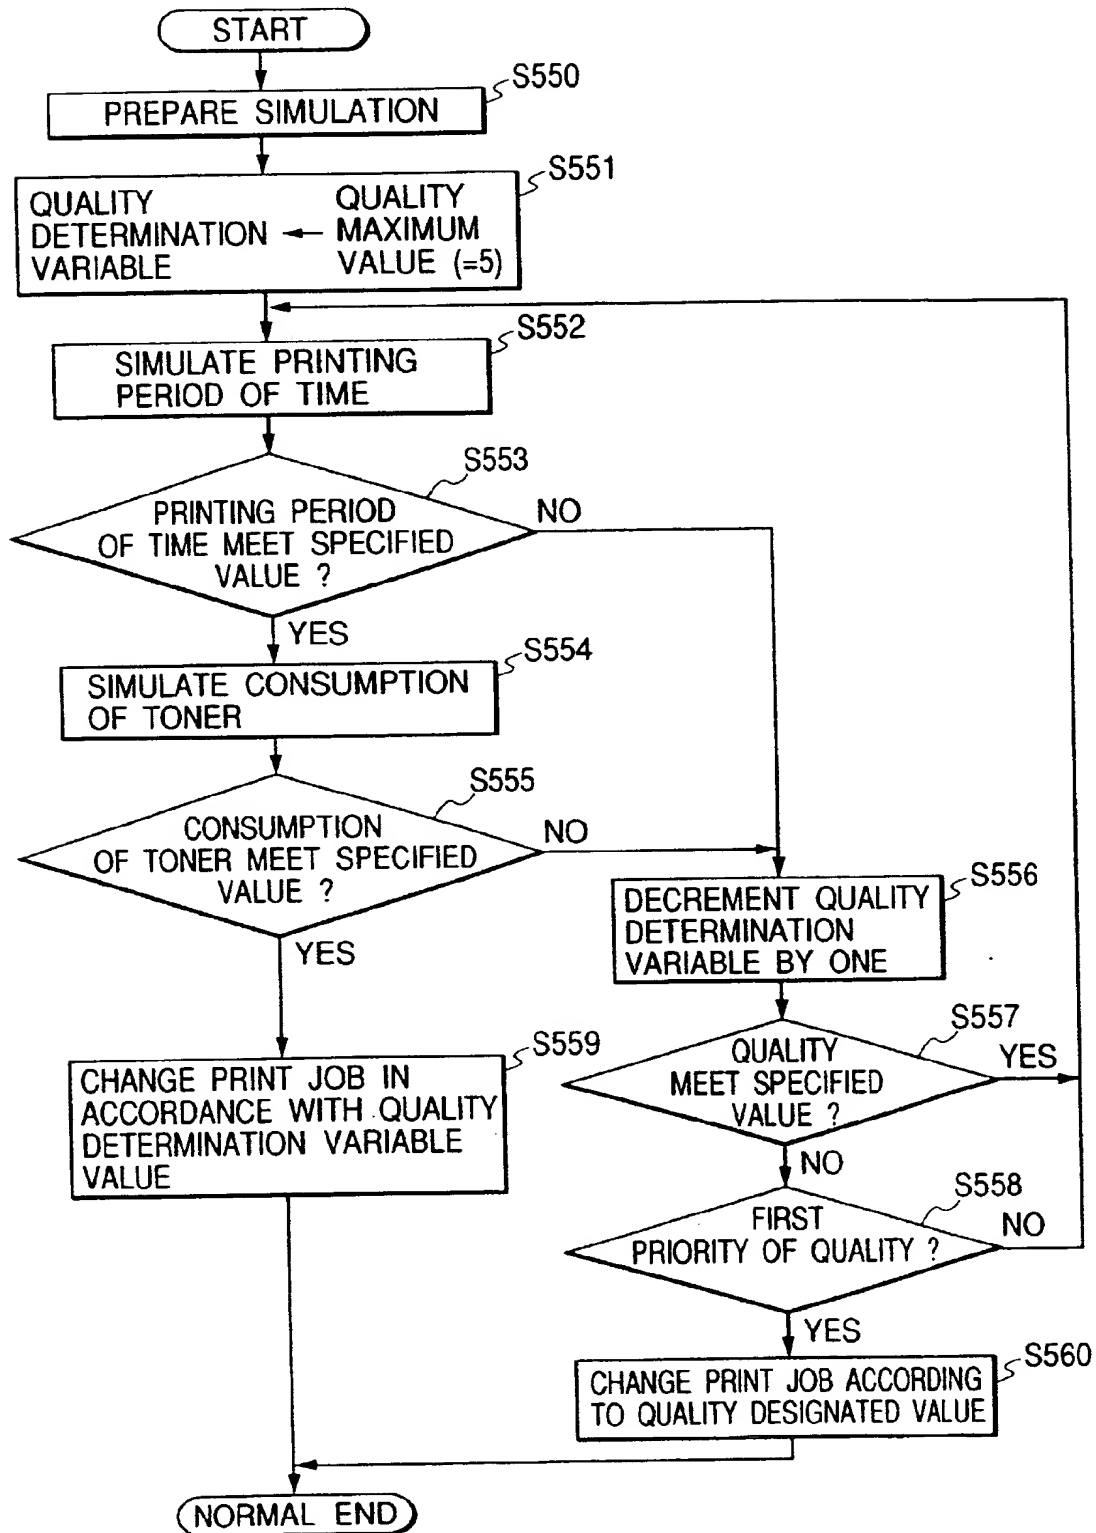 START
S550
PREPARE SIMULATION
S551
QUALITY
DETERMINATION
VARIABLE
QUALITY
MAXIMUM
VALUE (=5)
S552
SIMULATE PRINTING
PERIOD OF TIME
S553
PRINTING PERIOD
OF TIME MEET SPECIFIED
VALUE ?
NO
YES
S554
SIMULATE CONSUMPTION
OF TONER
S555
CONSUMPTION
OF TONER MEET SPECIFIED
VALUE ?
NO
YES
S556
DECREMENT QUALITY
DETERMINATION
VARIABLE BY ONE
S557
QUALITY
MEET SPECIFIED
VALUE ?
YES
NO
S558
FIRST
PRIORITY OF QUALITY ?
NO
YES
S559
CHANGE PRINT JOB IN
ACCORDANCE WITH QUALITY
DETERMINATION VARIABLE
VALUE
S560
CHANGE PRINT JOB ACCORDING
TO QUALITY DESIGNATED VALUE
NORMAL END